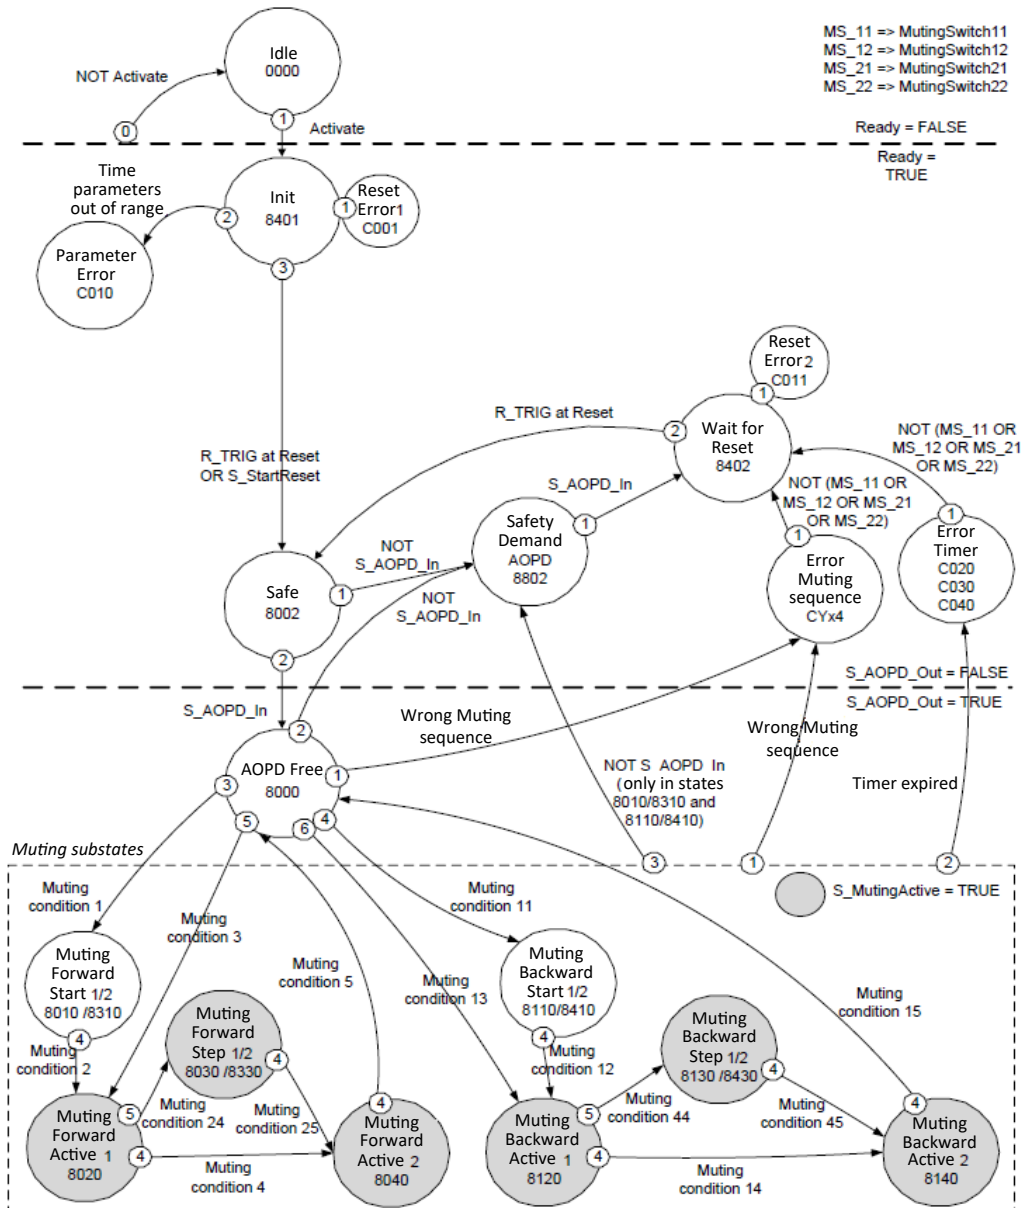 Idle
0000
MS_11 => MutingSwitch11
MS_12 => MutingSwitch12
MS_21 => MutingSwitch21
MS_22 => MutingSwitch22
NOT Activate
0
1
Activate
Ready = FALSE
Ready =
TRUE
Time
parameters
out of range
Init
8401
2
1
3
Reset
Error1
C001
Parameter
Error
C010
Reset
Error 2
C011
1
R_TRIG at Reset
2
Wait for
Reset
8402
NOT (MS_11 OR
MS_12 OR MS_21
OR MS_22)
R_TRIG at Reset
OR S_StartReset
S_AOPD_In
NOT (MS_11 OR
MS_12 OR MS_21
OR MS_22)
Safety
Demand
AOPD
8802
1
1
Error
Muting
sequence
CYx4
1
Error
Timer
C020
C030
C040
NOT
S_AOPD_In
NOT
S_AOPD_In
Safe
8002
1
2
S_AOPD_Out = FALSE
S_AOPD_Out = TRUE
S_AOPD_In
Wrong Muting
sequence
Wrong Muting
sequence
2
AOPD Free
8000
1
3
5
6
4
NOT S_AOPD_In
(only in states
8010/8310 and
8110/8410)
Timer expired
Muting substates
3
1
2
S_MutingActive = TRUE
Muting
condition 1
Muting
condition 3
Muting
condition 11
Muting
Forward
Start 1/2
8010 /8310
4
Muting
condition 5
Muting
condition 13
Muting
Backward
Start 1/2
8110/8410
4
Muting
condition 15
Muting
condition 2
Muting
Forward
Step 1/2
8030 /8330
4
Muting
condition 12
Muting
Backward
Step 1/2
8130 /8430
4
Muting
condition 24
Muting
condition 25
Muting
condition 44
Muting
condition 45
Muting
Forward
Active 1
8020
5
4
Muting
condition 4
4
Muting
Forward
Active 2
8040
Muting
Backward
Active 1
8120
5
4
Muting
condition 14
4
Muting
Backward
Active 2
8140